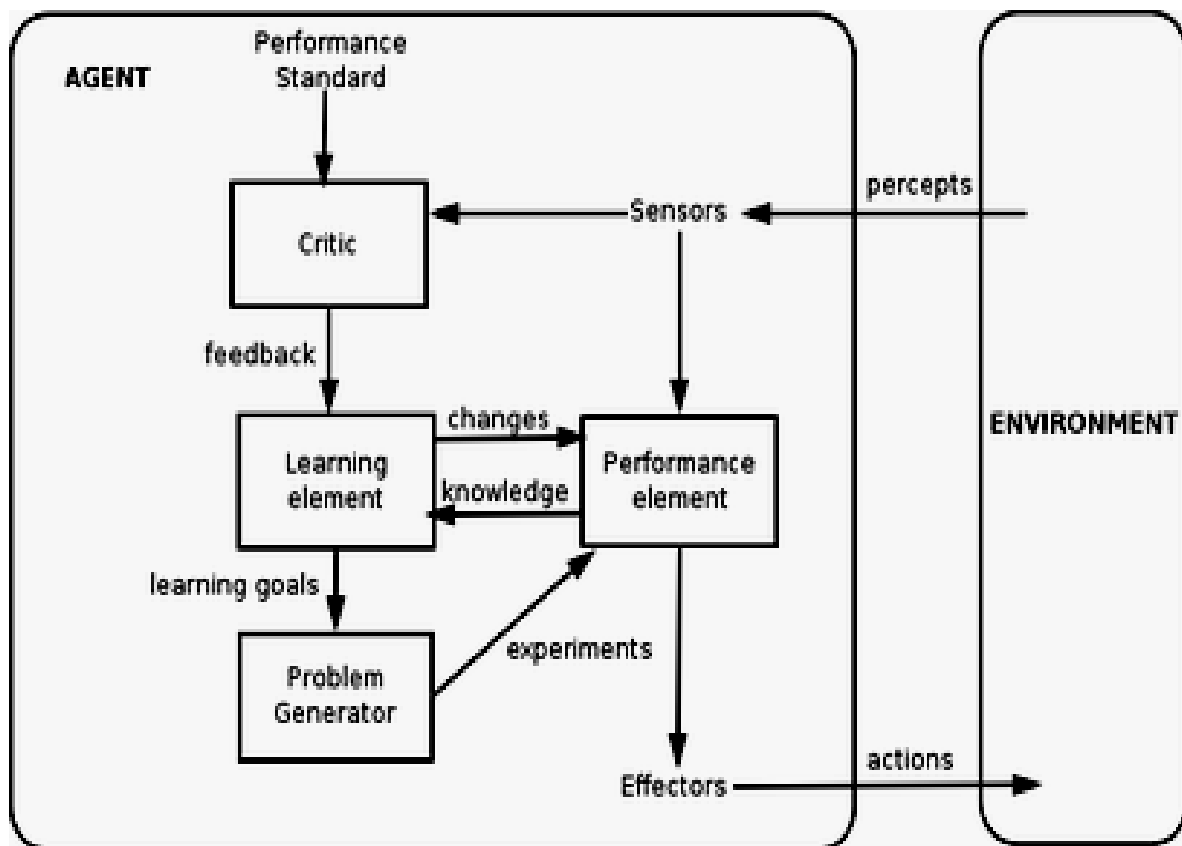 Performance
Standard
AGENT
percepts
Sensors
Critic
feedback
changes
ENVIRONMENT
Learning
element
Performance
element
knowledge
learning goals
experiments
Problem
Generator
actions
Effectors